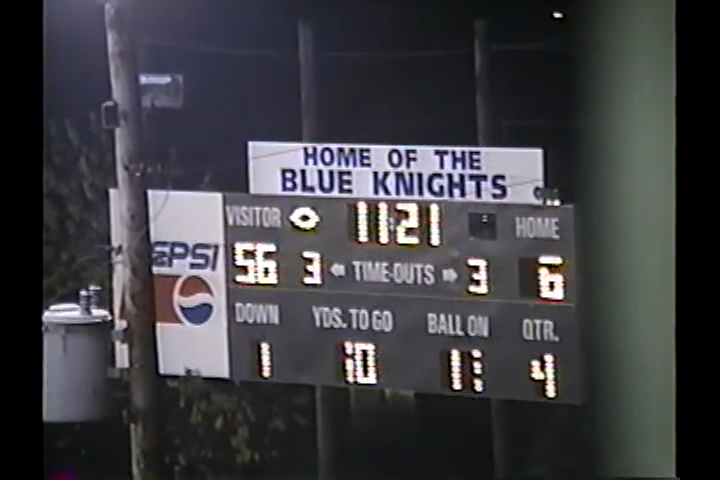 HOME OF THE
BLUE KNIGHTS
VISITOR 11:21 HOME
EPSI
56 3 TIME-OUTS 3 6
DOWN YDS. TO GO BALL ON QTR.
1 10 4